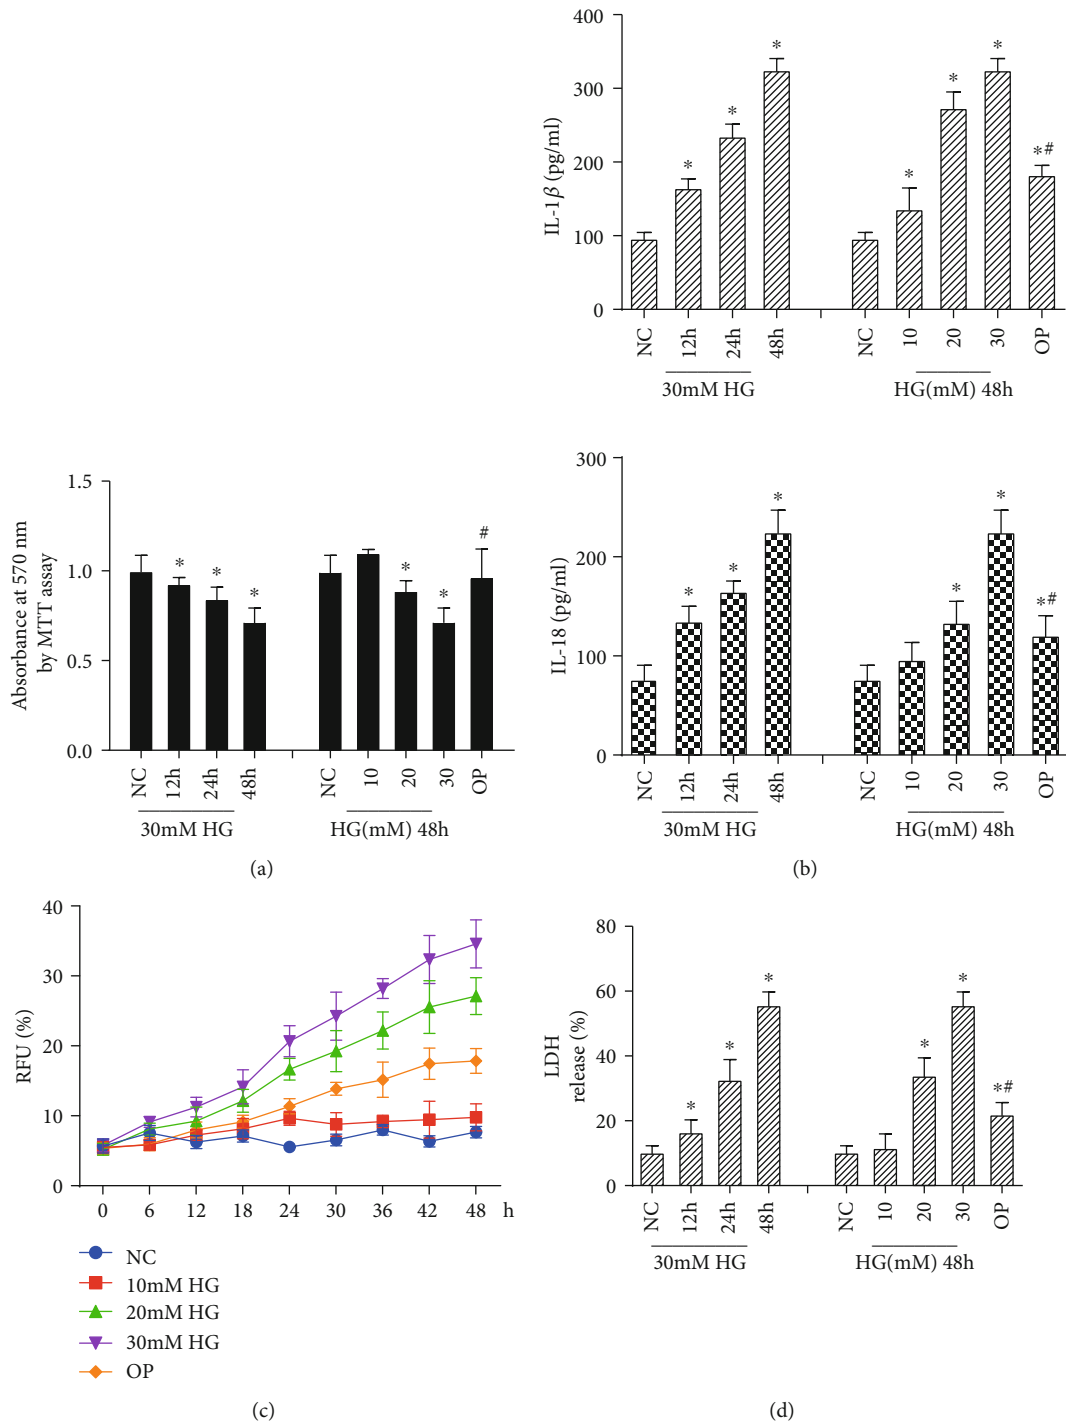 400
300
200
100
0
IL-1β (pg/ml)
*
*
*
*
*
*
*#
NC
12h
24h
48h
NC
10
20
30
OP
30mM HG
HG(mM) 48h
1.5
1.0
0.5
0.0
Absorbance at 570 nm
by MTT assay
*
*
*
*
*
#
NC
12h
24h
48h
NC
10
20
30
OP
30mM HG
HG(mM) 48h
(a)
300
200
100
0
IL-18 (pg/ml)
*
*
*
*
*
*#
NC
12h
24h
48h
NC
10
20
30
OP
30mM HG
HG(mM) 48h
(b)
40
30
20
10
0
RFU (%)
0 6 12 18 24 30 36 42 48 h
NC
10mM HG
20mM HG
30mM HG
OP
(c)
80
60
40
20
0
LDH
release (%)
*
*
*
*
*
*#
NC
12h
24h
48h
NC
10
20
30
OP
30mM HG
HG(mM) 48h
(d)